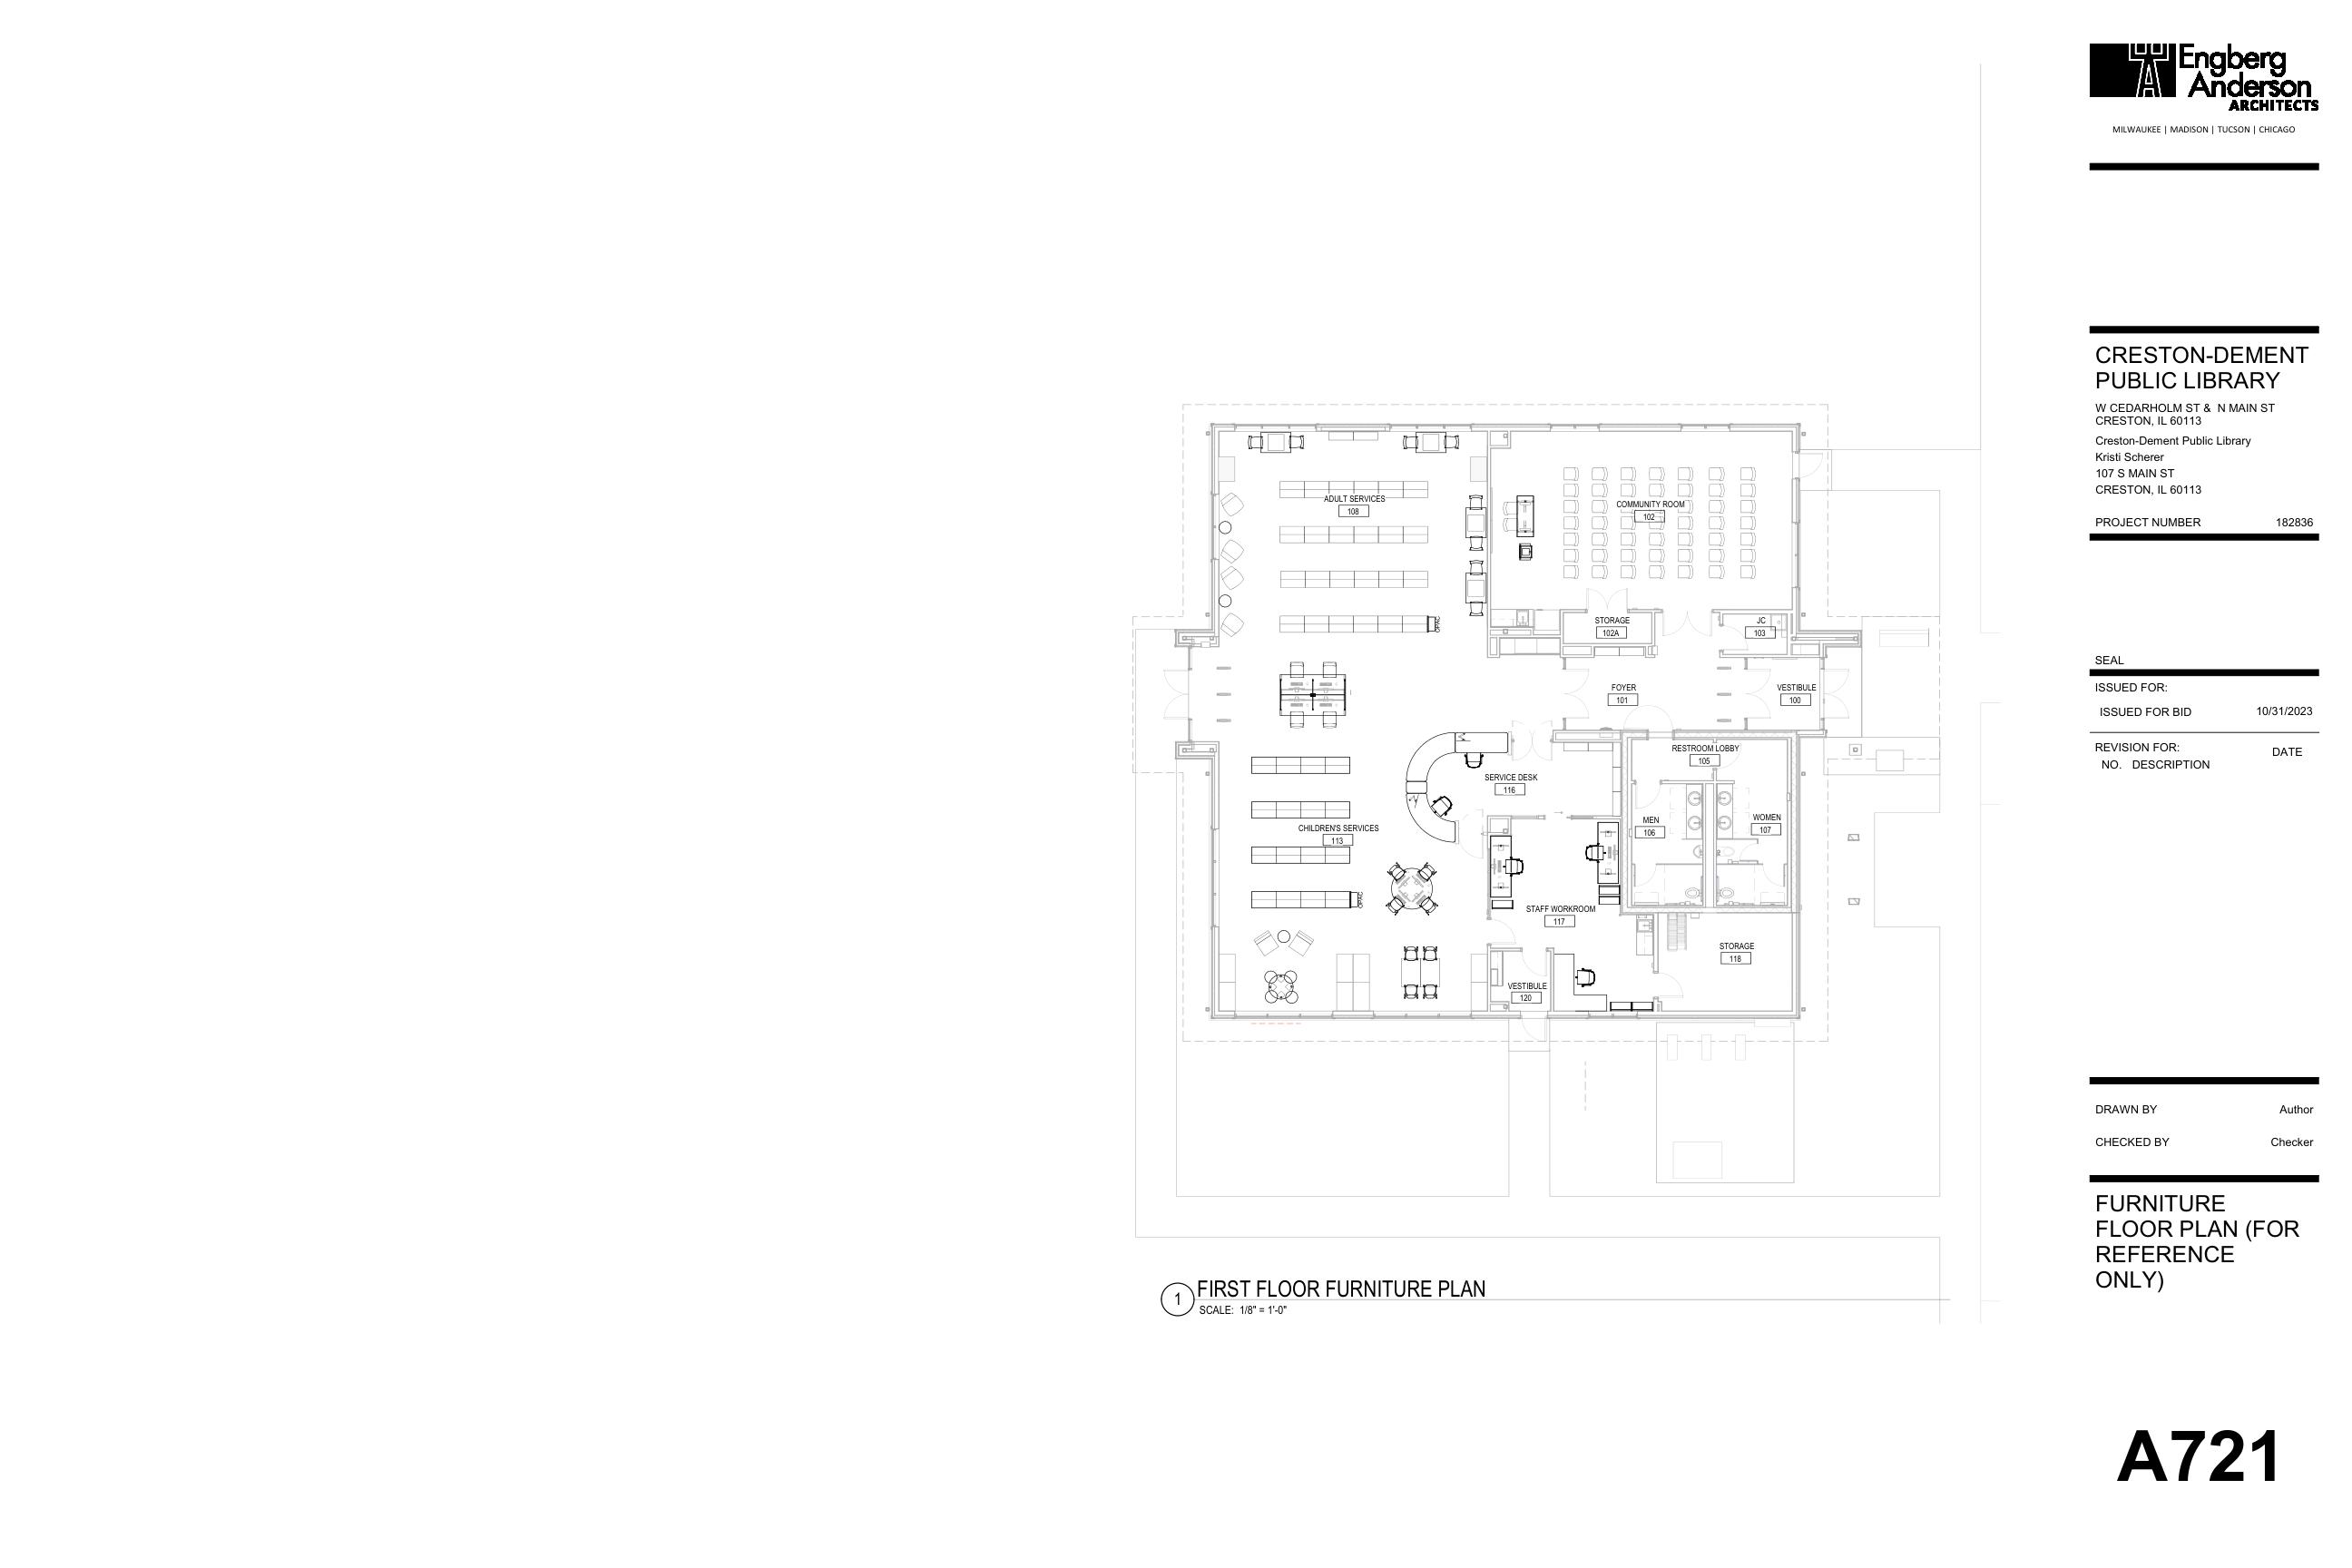 Engberg
Anderson
ARCHITECTS
MILWAUKEE | MADISON | TUCSON | CHICAGO
CRESTON-DEMENT
PUBLIC LIBRARY
W CEDARHOLM ST &  N MAIN ST
CRESTON, IL 60113
Creston-Dement Public Library
Kristi Scherer
107 S MAIN ST
CRESTON, IL 60113
PROJECT NUMBER 182836
SEAL
ISSUED FOR:
ISSUED FOR BID 10/31/2023
REVISION FOR:
NO. DESCRIPTION DATE
DRAWN BY Author
CHECKED BY Checker
FURNITURE
FLOOR PLAN (FOR
REFERENCE
ONLY)
A721
ADULT SERVICES
108
COMMUNITY ROOM
102
OPAC
STORAGE
102A
JC
103
FOYER
101
VESTIBULE
100
RESTROOM LOBBY
105
SERVICE DESK
116
MEN
106
WOMEN
107
CHILDREN'S SERVICES
113
OPAC
STAFF WORKROOM
117
STORAGE
118
VESTIBULE
120
1
FIRST FLOOR FURNITURE PLAN
SCALE: 1/8" = 1'-0"